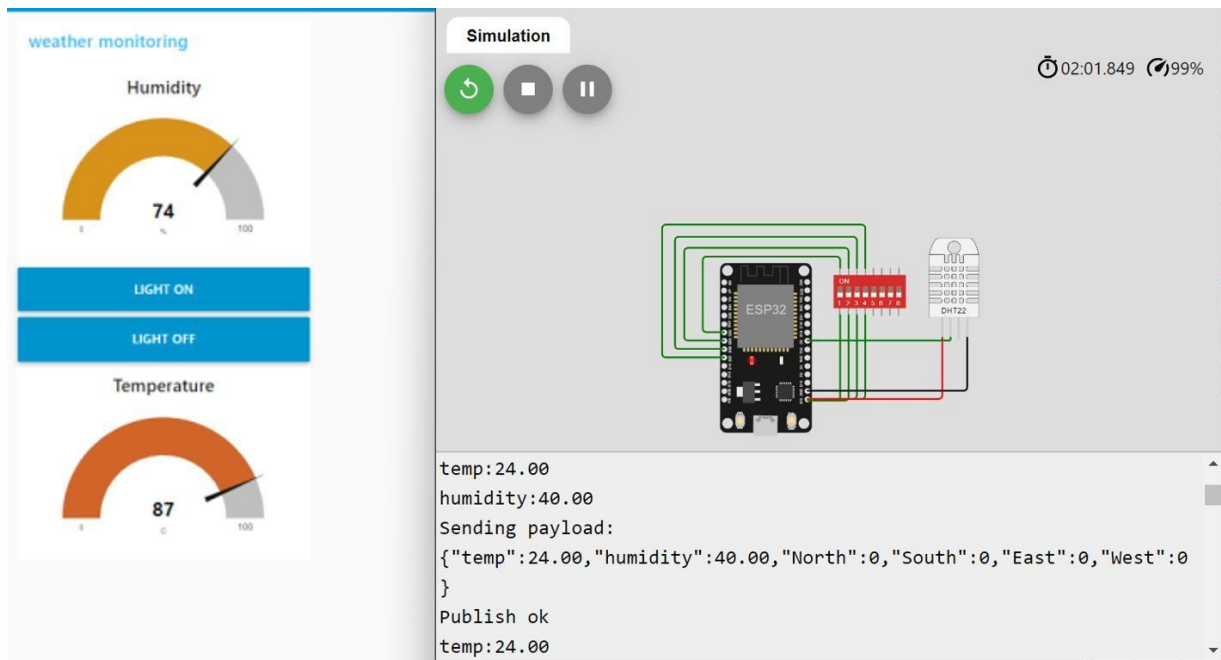 weather monitoring
Humidity
74
0 % 100
LIGHT ON
LIGHT OFF
Temperature
87
0 C 100
Simulation
02:01.849 99%
ON
1 2 3 4 5 6 7 8
ESP32
DHT22
temp:24.00
humidity:40.00
Sending payload:
{"temp":24.00,"humidity":40.00,"North":0,"South":0,"East":0,"West":0
}
Publish ok
temp:24.00